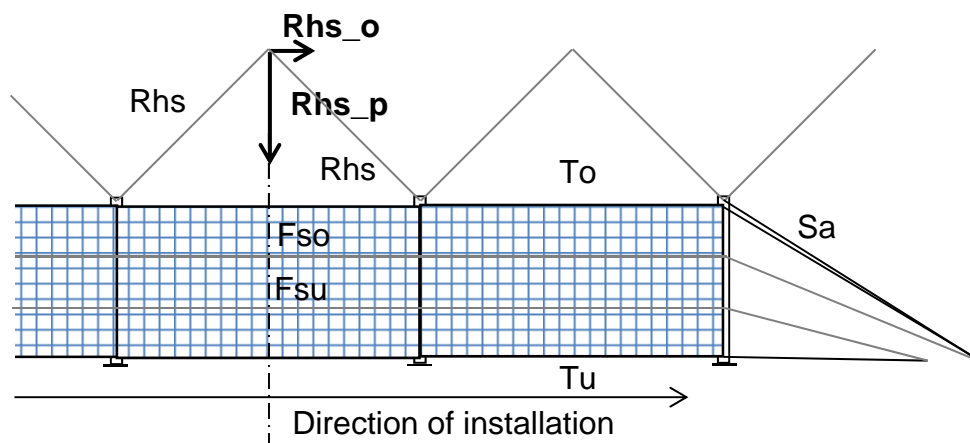 Rhs_o
Rhs
Rhs_p
Rhs
To
Fso
Sa
Fsu
Tu
Direction of installation